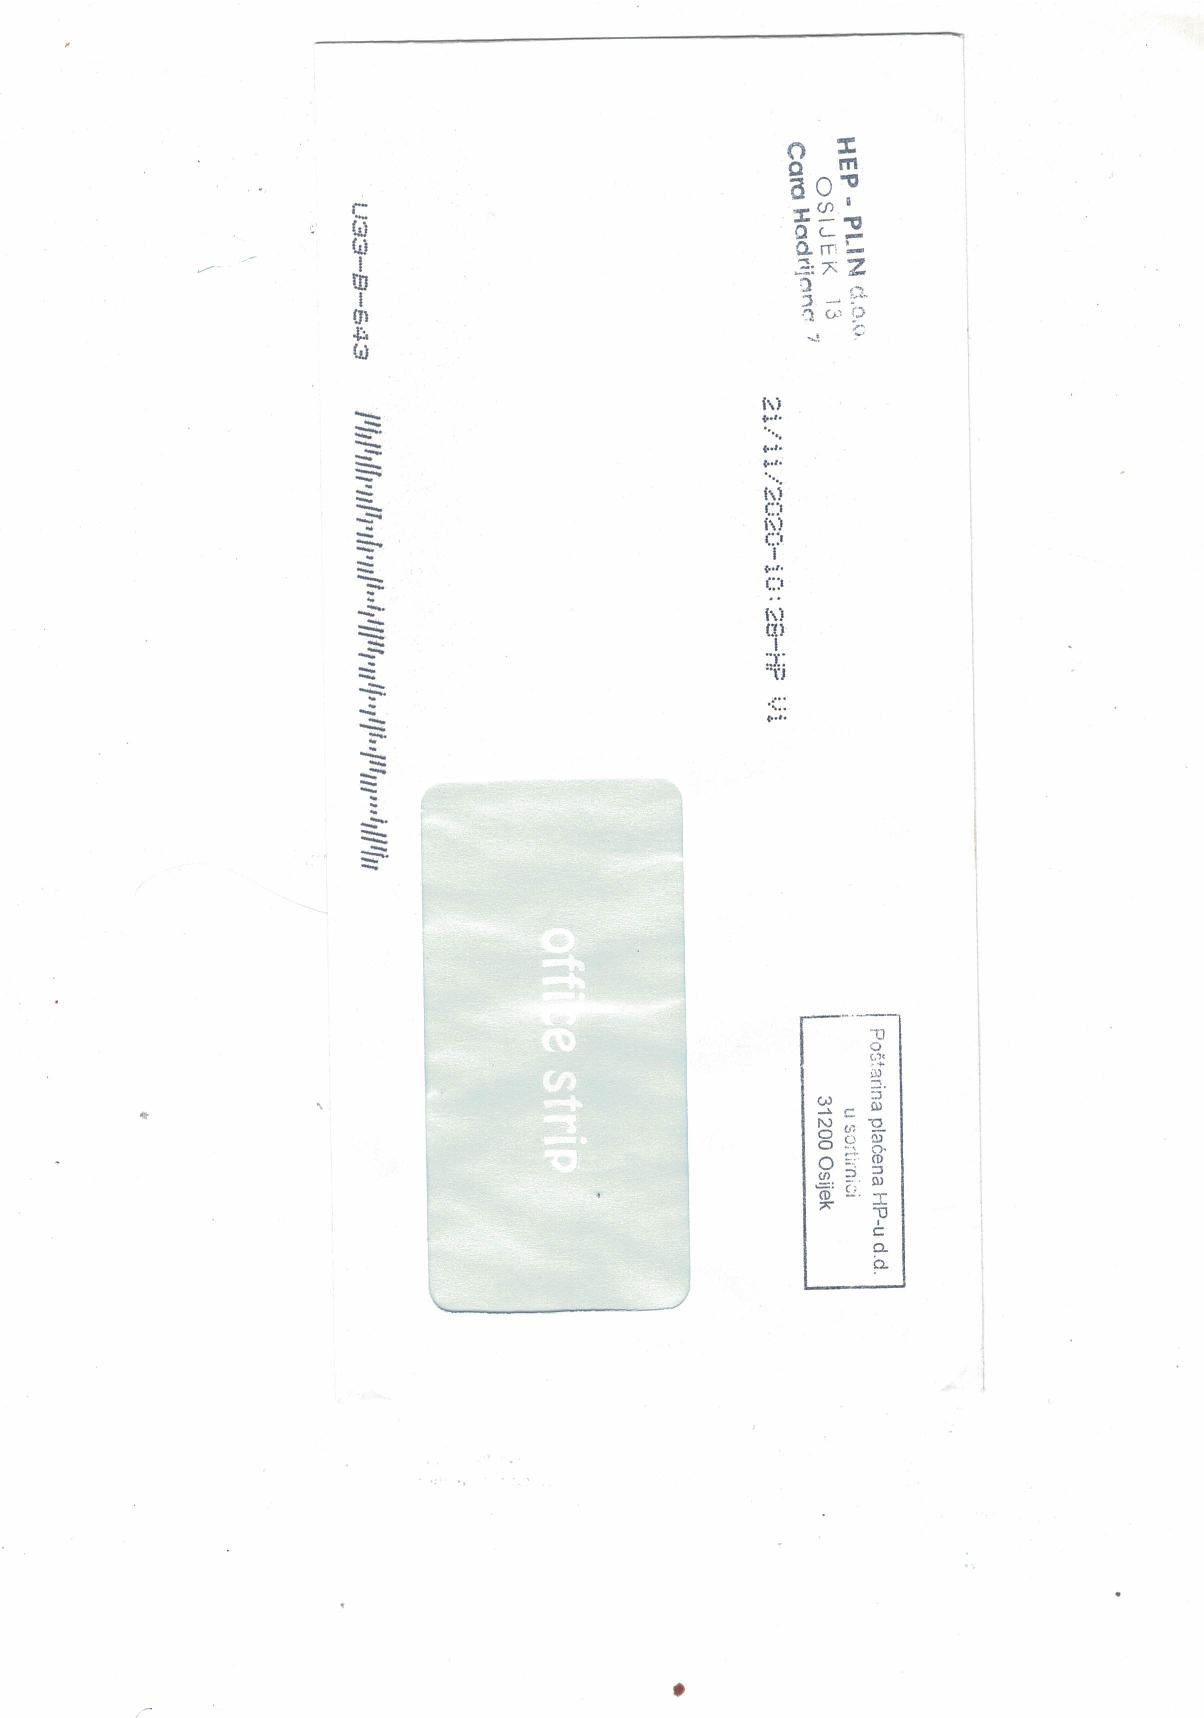 HEP - PLIN d.o.o.
OSIJEK 13
Cara Hadrijana 7
21/11/2020-10:28-HP V1
Poštarina plaćena HP-u d.d.
u sortirnici
31200 Osijek
office strip
U33-B-643